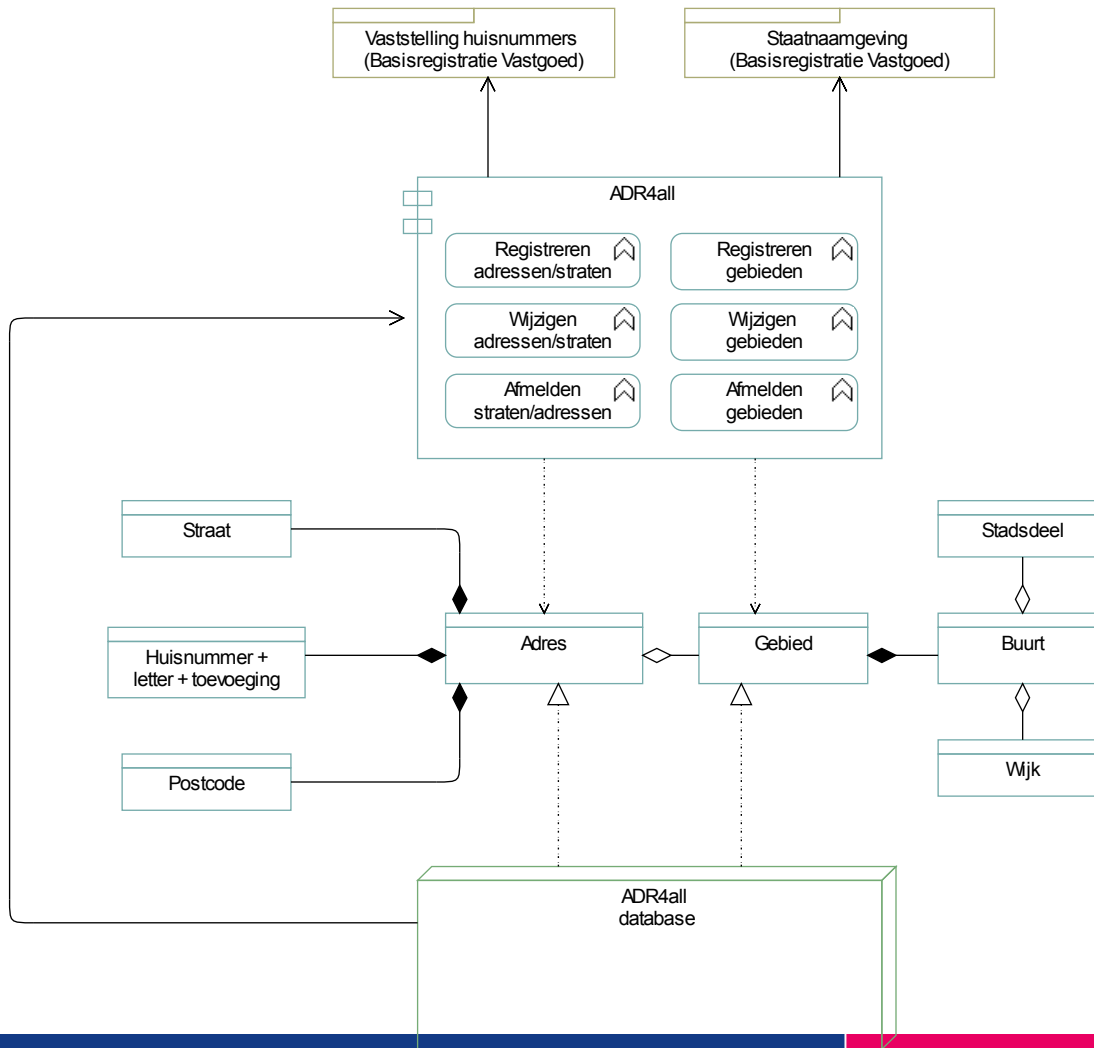 Vaststelling huisnummers
(Basisregistratie Vastgoed)
Staatnaamgeving
(Basisregistratie Vastgoed)
ADR4all
Registreren
adressen/straten
Registreren
gebieden
Wijzigen
adressen/straten
Wijzigen
gebieden
Afmelden
straten/adressen
Afmelden
gebieden
Straat
Stadsdeel
Huisnummer +
letter + toevoeging
Adres
Gebied
Buurt
Postcode
Wijk
ADR4all
database